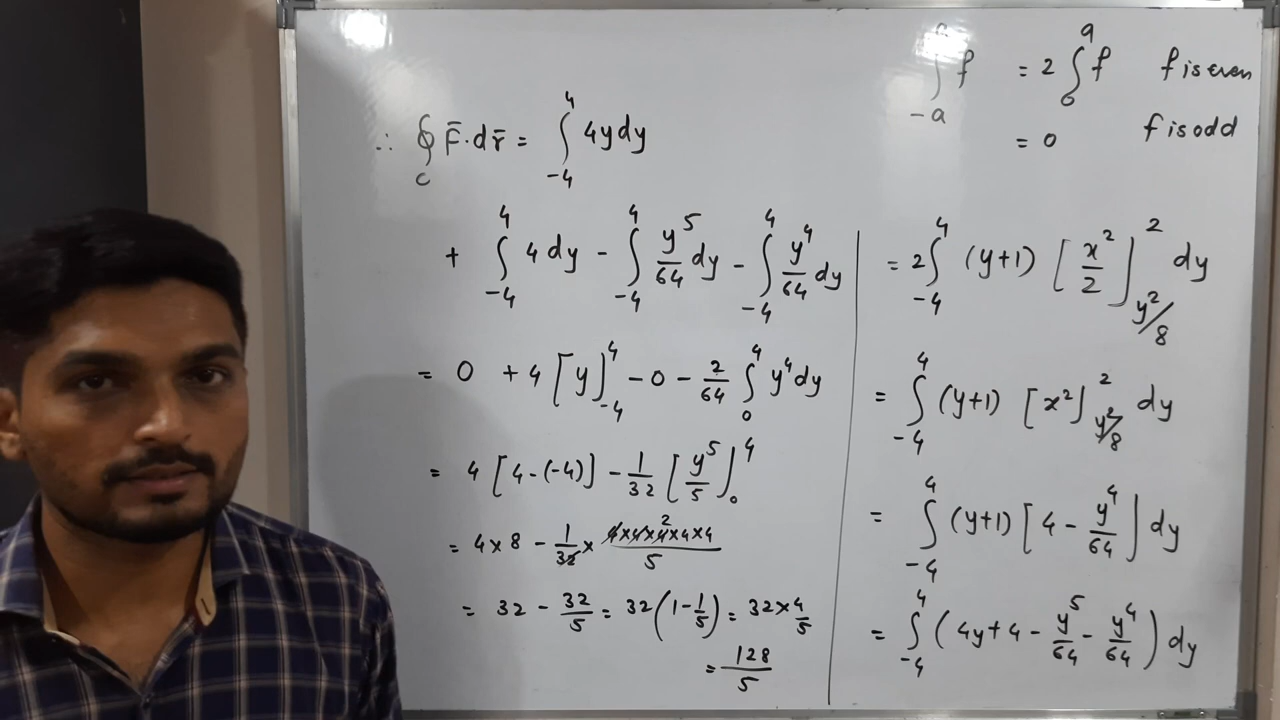 ∫_{-a}^{a} f = 2 ∫_{0}^{a} f   f is even
= 0   f is odd
∴ ∮_C F̄·dr̄ = ∫_{-4}^{4} 4y dy
+ ∫_{-4}^{4} 4 dy - ∫_{-4}^{4} y⁵/64 dy - ∫_{-4}^{4} y⁴/64 dy
= 0 + 4 [y]_{-4}^{4} - 0 - 2/64 ∫_{0}^{4} y⁴ dy
= 4 [4-(-4)] - 1/32 [y⁵/5]_{0}^{4}
= 4×8 - 1/32 × 4×4×4×4×4/5   2
= 32 - 32/5 = 32(1-1/5) = 32×4/5
= 128/5
= 2∫_{-4}^{4} (y+1) [x²/2]_{y²/8}^{2} dy
= ∫_{-4}^{4} (y+1) [x²]_{y²/8}^{2} dy
= ∫_{-4}^{4} (y+1) [4 - y⁴/64] dy
= ∫_{-4}^{4} (4y+4 - y⁵/64 - y⁴/64) dy